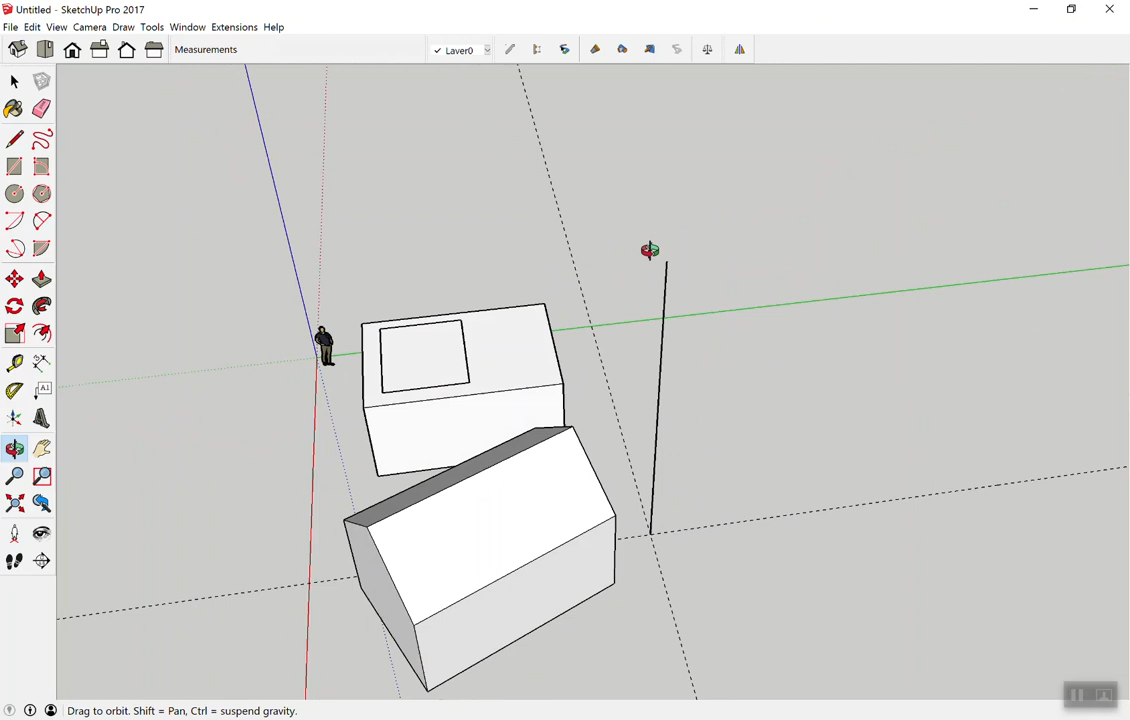 Untitled - SketchUp Pro 2017
File Edit View Camera Draw Tools Window Extensions Help
Measurements
Layer0
A1
Drag to orbit. Shift = Pan, Ctrl = suspend gravity.